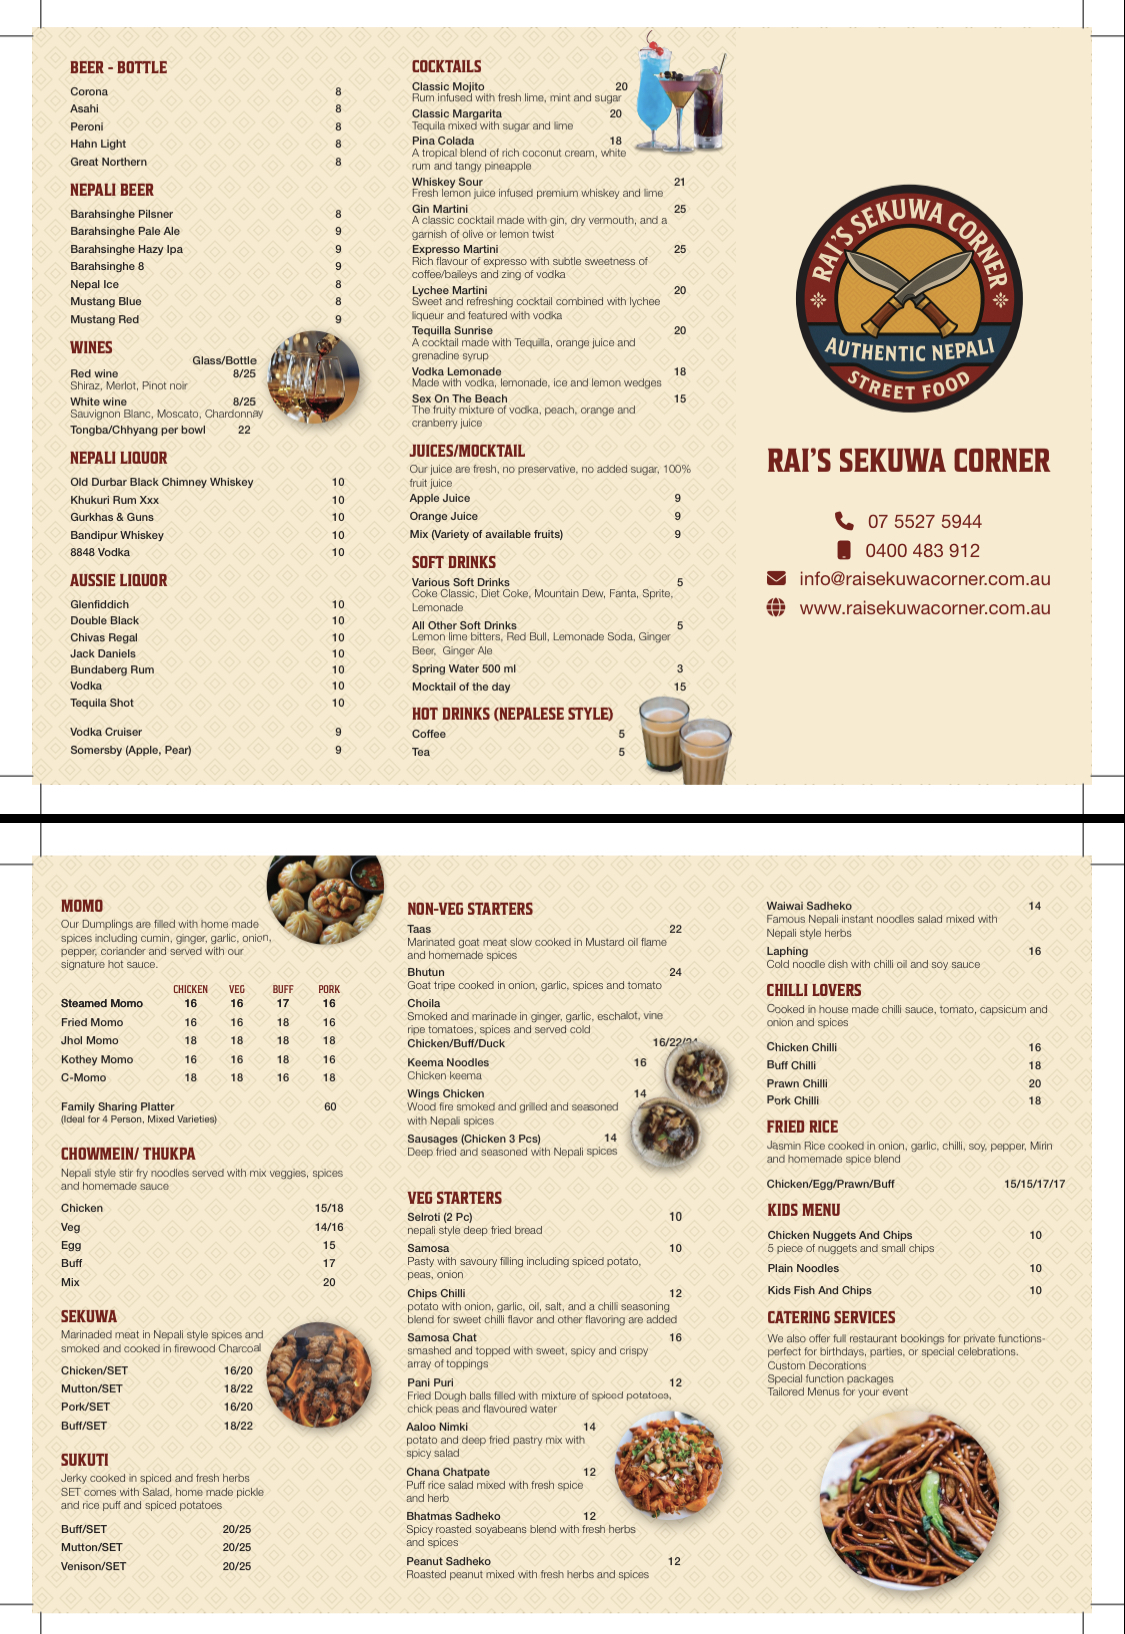 BEER - BOTTLE
Corona 8
Asahi 8
Peroni 8
Hahn Light 8
Great Northern 8
NEPALI BEER
Barahsinghe Pilsner 8
Barahsinghe Pale Ale 9
Barahsinghe Hazy Ipa 9
Barahsinghe 8 9
Nepal Ice 8
Mustang Blue 8
Mustang Red 9
WINES
Glass/Bottle
Red wine 8/25
Shiraz, Merlot, Pinot noir
White wine 8/25
Sauvignon Blanc, Moscato, Chardonnay
Tongba/Chhyang per bowl 22
NEPALI LIQUOR
Old Durbar Black Chimney Whiskey 10
Khukuri Rum Xxx 10
Gurkhas & Guns 10
Bandipur Whiskey 10
8848 Vodka 10
AUSSIE LIQUOR
Glenfiddich 10
Double Black 10
Chivas Regal 10
Jack Daniels 10
Bundaberg Rum 10
Vodka 10
Tequila Shot 10
Vodka Cruiser 9
Somersby (Apple, Pear) 9
COCKTAILS
Classic Mojito 20
Rum infused with fresh lime, mint and sugar
Classic Margarita 20
Tequila mixed with sugar and lime
Pina Colada 18
A tropical blend of rich coconut cream, white
rum and tangy pineapple
Whiskey Sour 21
Fresh lemon juice infused premium whiskey and lime
Gin Martini 25
A classic cocktail made with gin, dry vermouth, and a
garnish of olive or lemon twist
Expresso Martini 25
Rich flavour of expresso with subtle sweetness of
coffee/baileys and zing of vodka
Lychee Martini 20
Sweet and refreshing cocktail combined with lychee
liqueur and featured with vodka
Tequilla Sunrise 20
A cocktail made with Tequilla, orange juice and
grenadine syrup
Vodka Lemonade 18
Made with vodka, lemonade, ice and lemon wedges
Sex On The Beach 15
The fruity mixture of vodka, peach, orange and
cranberry juice
JUICES/MOCKTAIL
Our juice are fresh, no preservative, no added sugar, 100%
fruit juice
Apple Juice 9
Orange Juice 9
Mix (Variety of available fruits) 9
SOFT DRINKS
Various Soft Drinks 5
Coke Classic, Diet Coke, Mountain Dew, Fanta, Sprite,
Lemonade
All Other Soft Drinks 5
Lemon lime bitters, Red Bull, Lemonade Soda, Ginger
Beer, Ginger Ale
Spring Water 500 ml 3
Mocktail of the day 15
HOT DRINKS (NEPALESE STYLE)
Coffee 5
Tea 5
RAI'S SEKUWA CORNER
AUTHENTIC NEPALI
STREET FOOD
RAI'S SEKUWA CORNER
07 5527 5944
0400 483 912
info@raisekuwacorner.com.au
www.raisekuwacorner.com.au
MOMO
Our Dumplings are filled with home made
spices including cumin, ginger, garlic, onion,
pepper, coriander and served with our
signature hot sauce.
CHICKEN VEG BUFF PORK
Steamed Momo 16 16 17 16
Fried Momo 16 16 18 16
Jhol Momo 18 18 18 18
Kothey Momo 16 16 18 16
C-Momo 18 18 16 18
Family Sharing Platter 60
(Ideal for 4 Person, Mixed Varieties)
CHOWMEIN/ THUKPA
Nepali style stir fry noodles served with mix veggies, spices
and homemade sauce
Chicken 15/18
Veg 14/16
Egg 15
Buff 17
Mix 20
SEKUWA
Marinaded meat in Nepali style spices and
smoked and cooked in firewood Charcoal
Chicken/SET 16/20
Mutton/SET 18/22
Pork/SET 16/20
Buff/SET 18/22
SUKUTI
Jerky cooked in spiced and fresh herbs
SET comes with Salad, home made pickle
and rice puff and spiced potatoes
Buff/SET 20/25
Mutton/SET 20/25
Venison/SET 20/25
NON-VEG STARTERS
Taas 22
Marinated goat meat slow cooked in Mustard oil flame
and homemade spices
Bhutun 24
Goat tripe cooked in onion, garlic, spices and tomato
Choila
Smoked and marinade in ginger, garlic, eschalot, vine
ripe tomatoes, spices and served cold
Chicken/Buff/Duck 16/22/24
Keema Noodles 16
Chicken keema
Wings Chicken 14
Wood fire smoked and grilled and seasoned
with Nepali spices
Sausages (Chicken 3 Pcs) 14
Deep fried and seasoned with Nepali spices
VEG STARTERS
Selroti (2 Pc) 10
nepali style deep fried bread
Samosa 10
Pasty with savoury filling including spiced potato,
peas, onion
Chips Chilli 12
potato with onion, garlic, oil, salt, and a chilli seasoning
blend for sweet chilli flavor and other flavoring are added
Samosa Chat 16
smashed and topped with sweet, spicy and crispy
array of toppings
Pani Puri 12
Fried Dough balls filled with mixture of spiced potatoes,
chick peas and flavoured water
Aaloo Nimki 14
potato and deep fried pastry mix with
spicy salad
Chana Chatpate 12
Puff rice salad mixed with fresh spice
and herb
Bhatmas Sadheko 12
Spicy roasted soyabeans blend with fresh herbs
and spices
Peanut Sadheko 12
Roasted peanut mixed with fresh herbs and spices
Waiwai Sadheko 14
Famous Nepali instant noodles salad mixed with
Nepali style herbs
Laphing 16
Cold noodle dish with chilli oil and soy sauce
CHILLI LOVERS
Cooked in house made chilli sauce, tomato, capsicum and
onion and spices
Chicken Chilli 16
Buff Chilli 18
Prawn Chilli 20
Pork Chilli 18
FRIED RICE
Jasmin Rice cooked in onion, garlic, chilli, soy, pepper, Mirin
and homemade spice blend
Chicken/Egg/Prawn/Buff 15/15/17/17
KIDS MENU
Chicken Nuggets And Chips 10
5 piece of nuggets and small chips
Plain Noodles 10
Kids Fish And Chips 10
CATERING SERVICES
We also offer full restaurant bookings for private functions-
perfect for birthdays, parties, or special celebrations.
Custom Decorations
Special function packages
Tailored Menus for your event